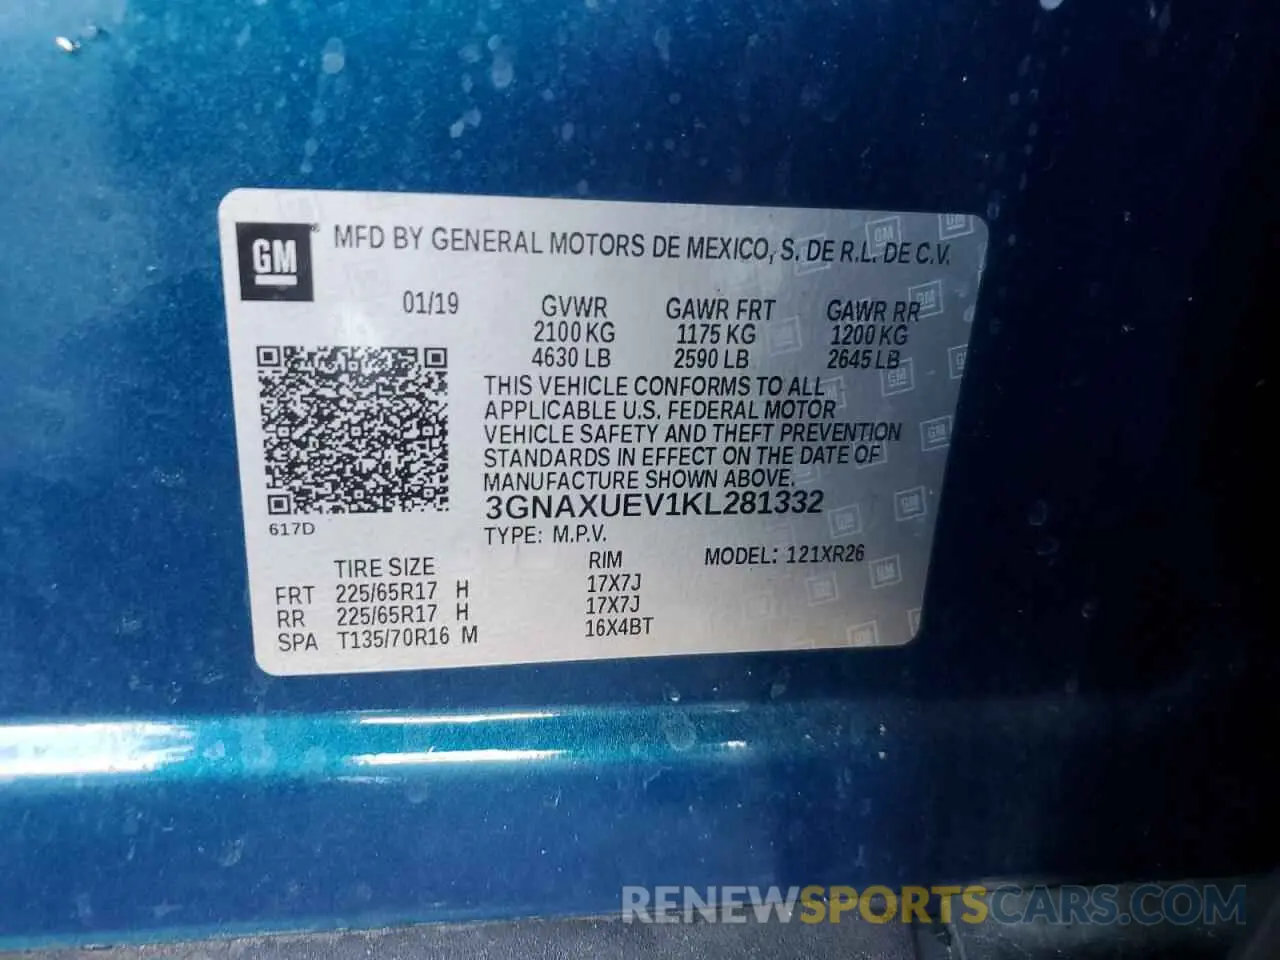 GM® MFD BY GENERAL MOTORS DE MEXICO, S. DE R.L. DE C.V.
01/19 GVWR GAWR FRT GAWR RR
2100 KG 1175 KG 1200 KG
4630 LB 2590 LB 2645 LB
THIS VEHICLE CONFORMS TO ALL
APPLICABLE U.S. FEDERAL MOTOR
VEHICLE SAFETY AND THEFT PREVENTION
STANDARDS IN EFFECT ON THE DATE OF
MANUFACTURE SHOWN ABOVE.
3GNAXUEV1KL281332
617D
TYPE: M.P.V.
TIRE SIZE RIM MODEL: 121XR26
FRT 225/65R17 H 17X7J
RR 225/65R17 H 17X7J
SPA T135/70R16 M 16X4BT
RENEWSPORTSCARS.COM